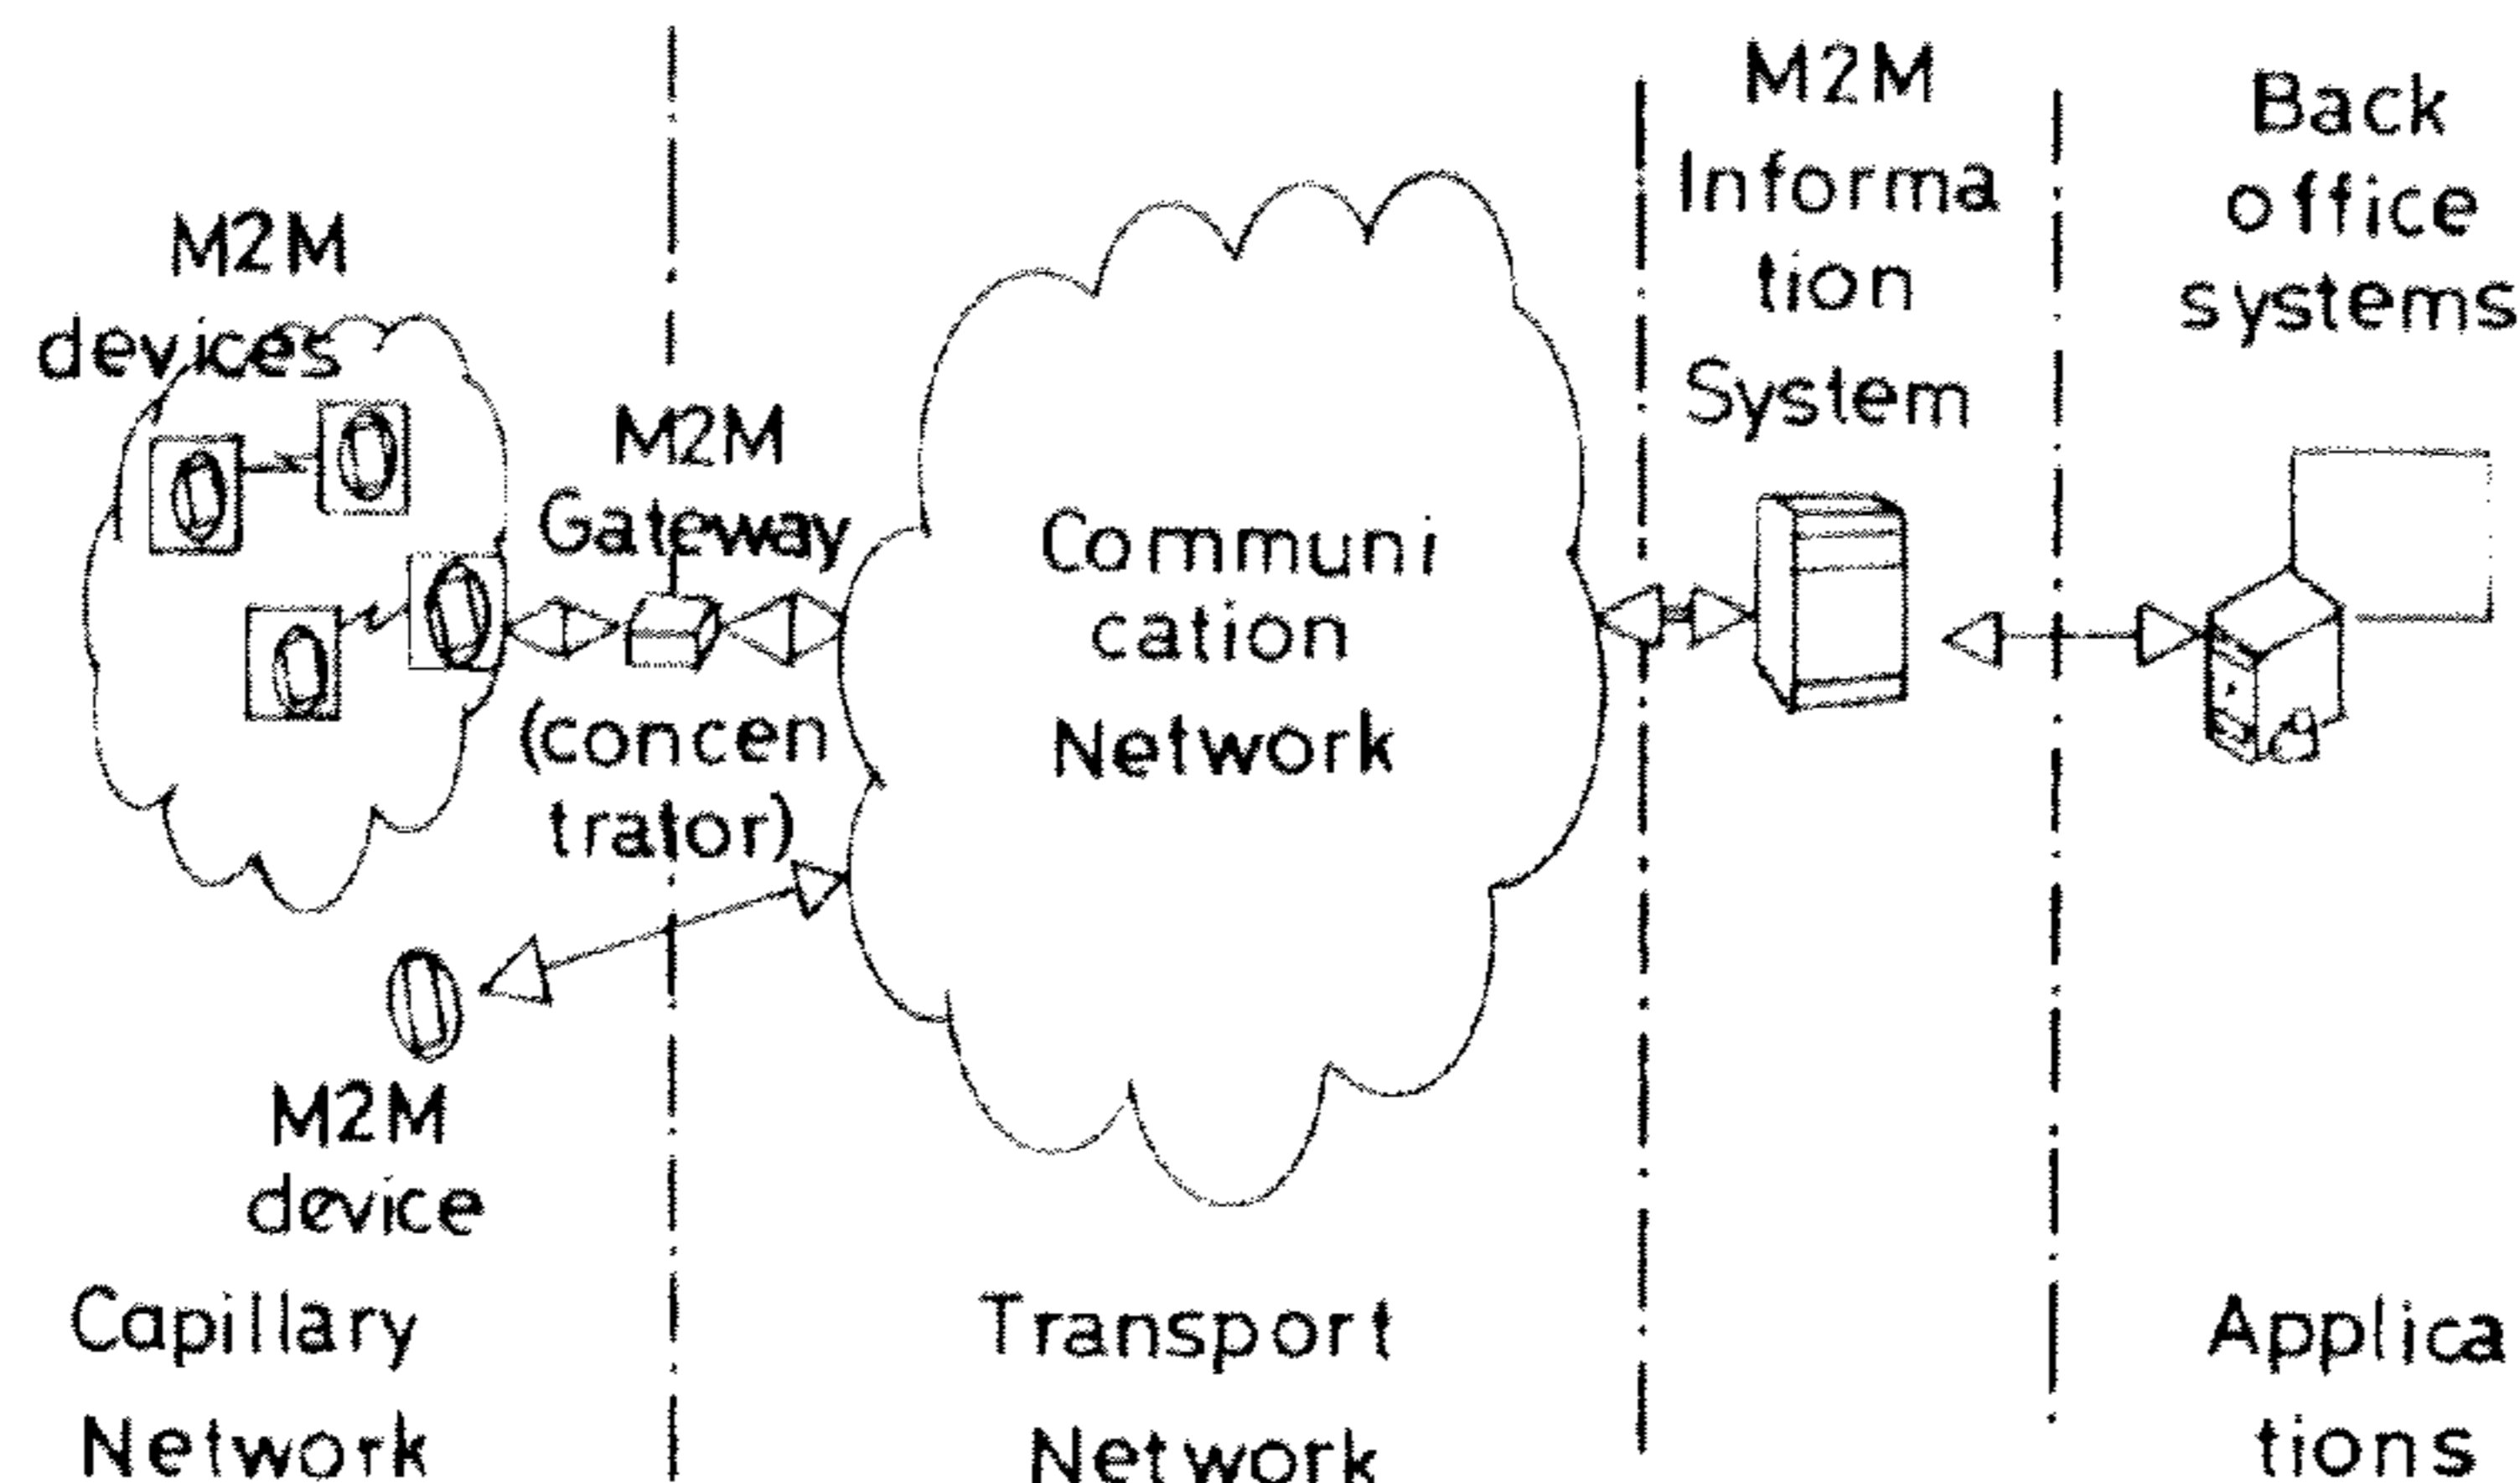 M2M
devices
M2M
Gateway
(concen
trator)
M2M
device
Communi
cation
Network
M2M
Informa
tion
System
Back
office
systems
Capillary
Network
Transport
Network
Applica
tions